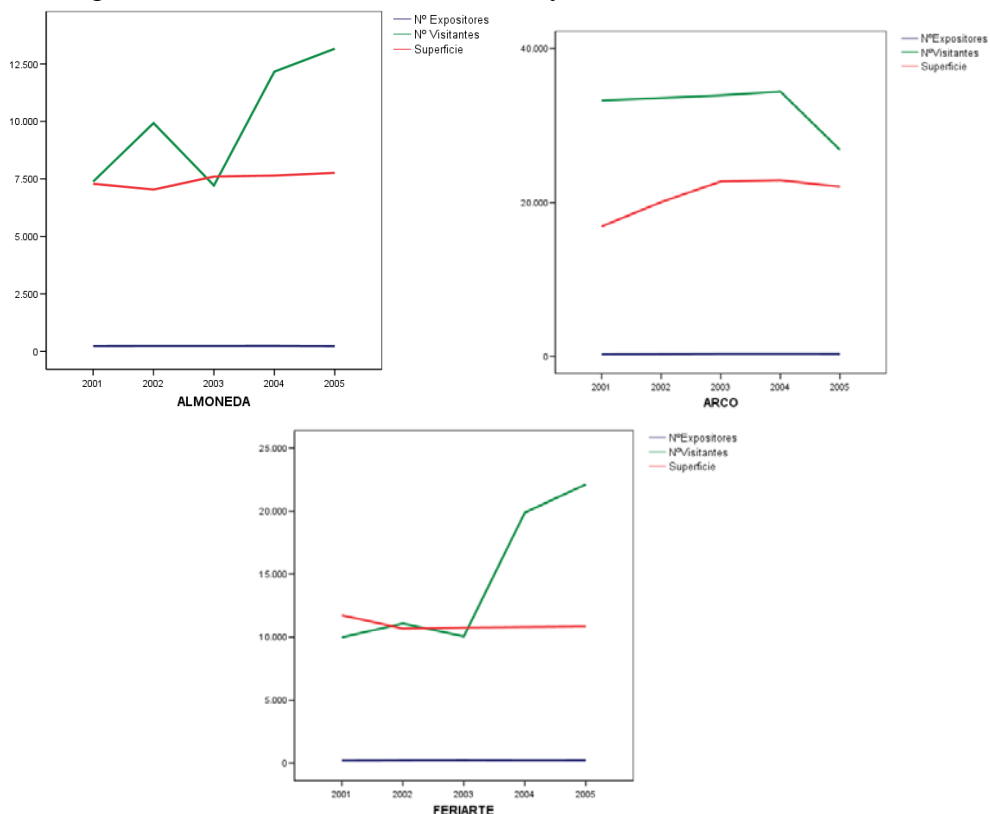 Nº Expositores
Nº Visitantes
Superficie
12.500
10.000
7.500
5.000
2.500
0
2001 2002 2003 2004 2005
ALMONEDA
NºExpositores
NºVisitantes
Superficie
40.000
20.000
0
2001 2002 2003 2004 2005
ARCO
NºExpositores
NºVisitantes
Superficie
25.000
20.000
15.000
10.000
5.000
0
2001 2002 2003 2004 2005
FERIARTE